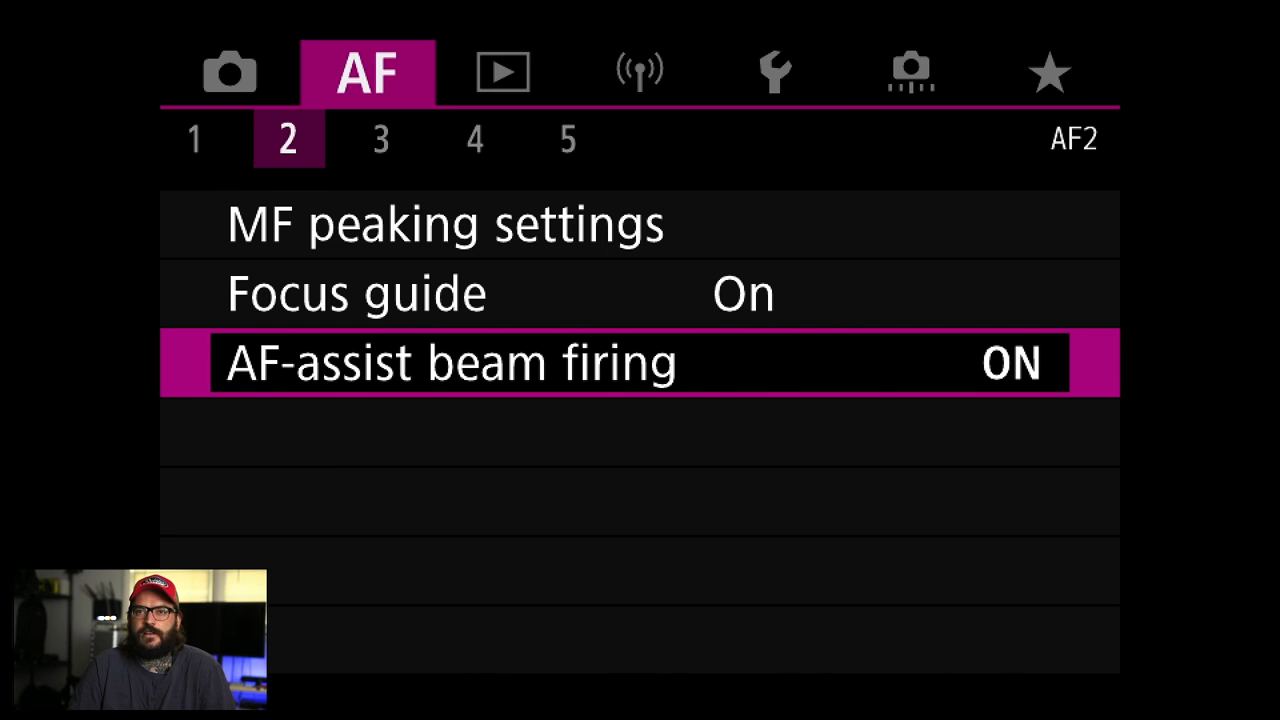 AF
1 2 3 4 5 AF2
MF peaking settings
Focus guide On
AF-assist beam firing ON